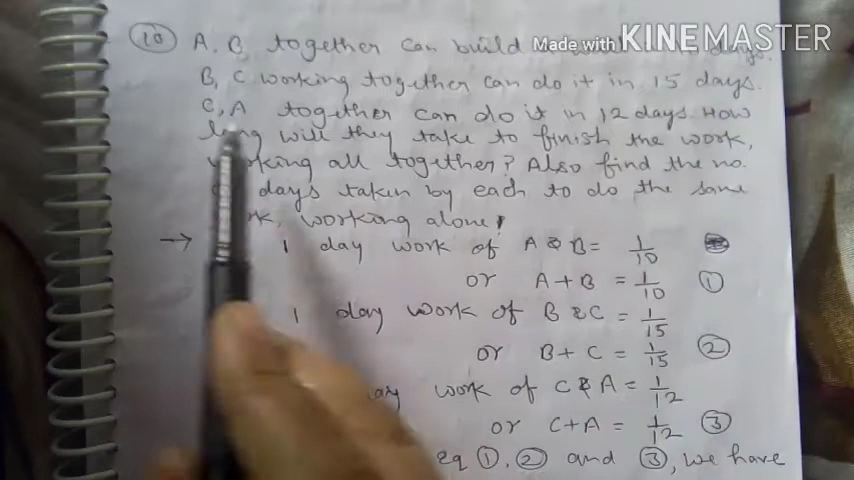 10 A, B, together can build
Made with KINEMASTER
B, C working together can do it in 15 days.
C, A together can do it in 12 days. How
long will they take to finish the work,
working all together? Also find the no.
days taken by each to do the same
working alone.
→ 1 day work of A & B = 1/10
or A + B = 1/10 ①
1 day work of B & C = 1/15
or B + C = 1/15 ②
day work of C & A = 1/12
or C + A = 1/12 ③
eq ①, ② and ③, we have